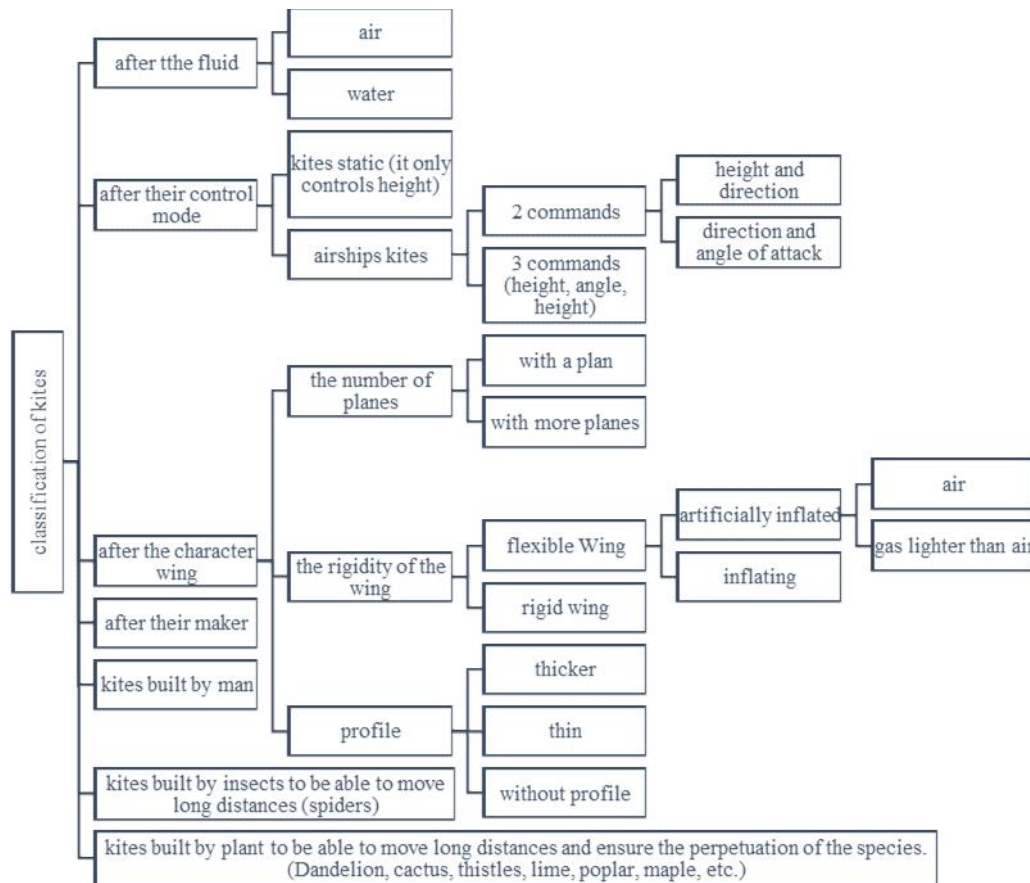 classification of kites
after tthe fluid
air
water
after their control
mode
kites static (it only
controls height)
airships kites
2 commands
height and
direction
direction and
angle of attack
3 commands
(height, angle,
height)
after the character
wing
the number of
planes
with a plan
with more planes
the rigidity of the
wing
flexible Wing
artificially inflated
air
gas lighter than air
inflating
rigid wing
profile
thicker
thin
without profile
after their maker
kites built by man
kites built by insects to be able to move
long distances (spiders)
kites built by plant to be able to move long distances and ensure the perpetuation of the species.
(Dandelion, cactus, thistles, lime, poplar, maple, etc.)